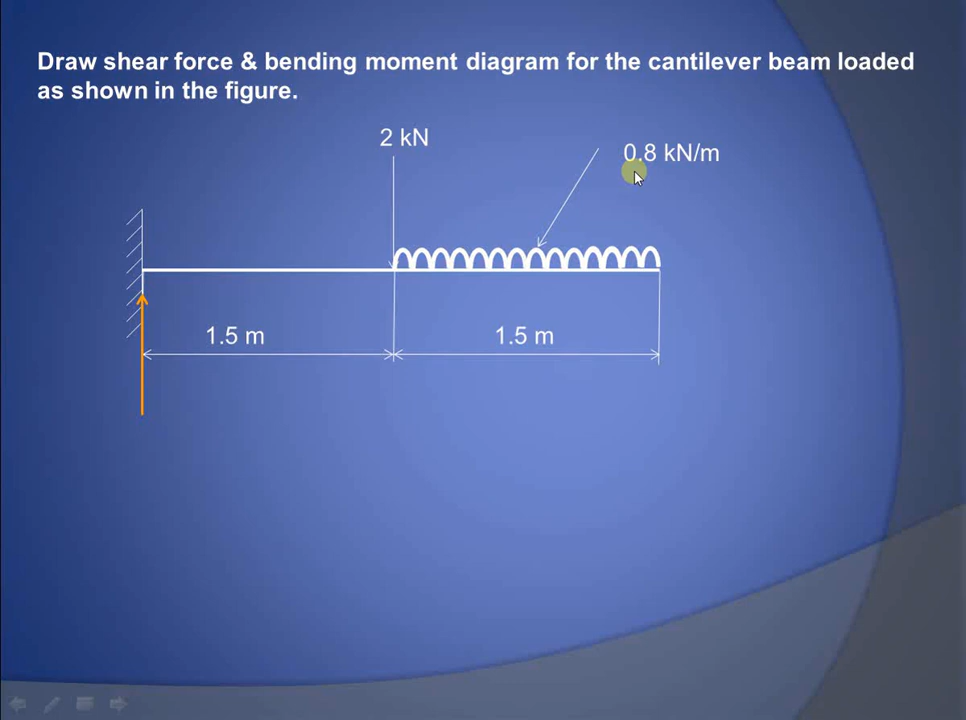 Draw shear force & bending moment diagram for the cantilever beam loaded
as shown in the figure.
2 kN
0.8 kN/m
1.5 m
1.5 m